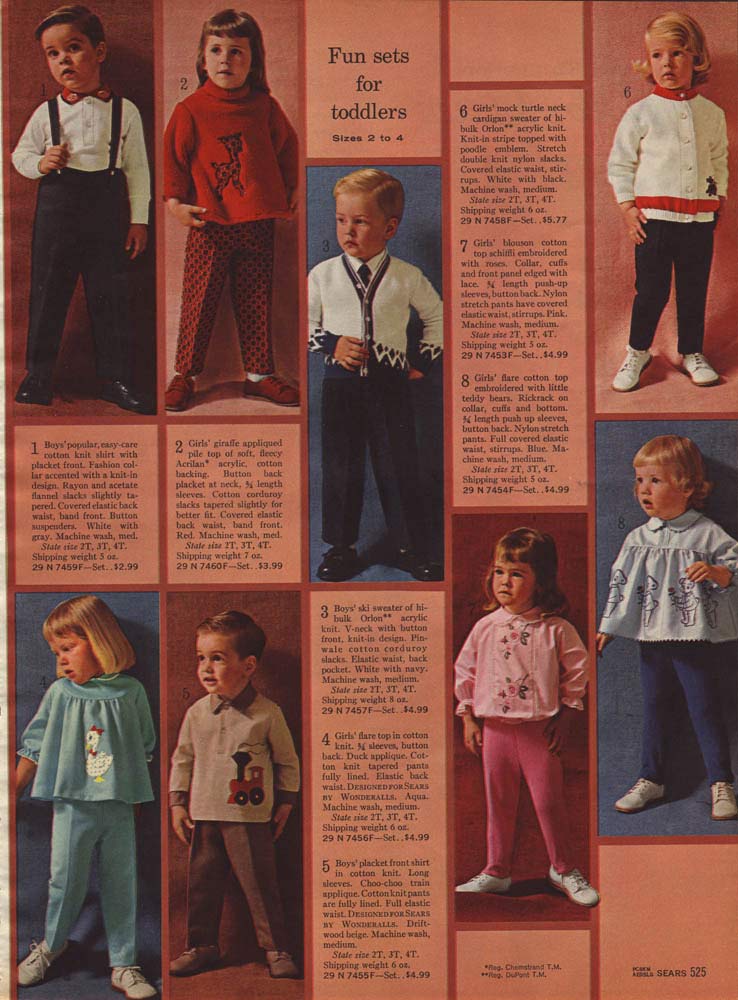 Fun sets
for
toddlers
Sizes 2 to 4
1
2
3
4
5
6
8
1 Boys' popular, easy-care
cotton knit shirt with
placket front. Fashion col-
lar accented with a knit-in
design. Rayon and acetate
flannel slacks slightly ta-
pered. Covered elastic back
waist, band front. Button
suspenders. White with
gray. Machine wash, med.
State size 2T, 3T, 4T.
Shipping weight 5 oz.
29 N 7459F—Set..$2.99
2 Girls' giraffe appliqued
pile top of soft, fleecy
Acrilan* acrylic, cotton
backing. Button back
placket at neck, ¾ length
sleeves. Cotton corduroy
slacks tapered slightly for
better fit. Covered elastic
back waist, band front.
Red. Machine wash, med.
State size 2T, 3T, 4T.
Shipping weight 7 oz.
29 N 7460F—Set..$3.99
3 Boys' ski sweater of hi-
bulk Orlon** acrylic
knit. V-neck with button
front, knit-in design. Pin-
wale cotton corduroy
slacks. Elastic waist, back
pocket. White with navy.
Machine wash, medium.
State size 2T, 3T, 4T.
Shipping weight 8 oz.
29 N 7457F—Set..$4.99
4 Girls' flare top in cotton
knit. ¾ sleeves, button
back. Duck applique. Cot-
ton knit tapered pants
fully lined. Elastic back
waist. DESIGNED FOR SEARS
BY WONDERALLS. Aqua.
Machine wash, medium.
State size 2T, 3T, 4T.
Shipping weight 6 oz.
29 N 7456F—Set..$4.99
5 Boys' placket front shirt
in cotton knit. Long
sleeves. Choo-choo train
applique. Cotton knit pants
are fully lined. Full elastic
waist. DESIGNED FOR SEARS
BY WONDERALLS. Drift-
wood beige. Machine wash,
medium.
State size 2T, 3T, 4T.
Shipping weight 6 oz.
29 N 7455F—Set..$4.99
6 Girls' mock turtle neck
cardigan sweater of hi-
bulk Orlon** acrylic knit.
Knit-in stripe topped with
poodle emblem. Stretch
double knit nylon slacks.
Covered elastic waist, stir-
rups. White with black.
Machine wash, medium.
State size 2T, 3T, 4T.
Shipping weight 6 oz.
29 N 7458F—Set..$5.77
7 Girls' blouson cotton
top schiffli embroidered
with roses. Collar, cuffs
and front panel edged with
lace. ¾ length push-up
sleeves, button back. Nylon
stretch pants have covered
elastic waist, stirrups. Pink.
Machine wash, medium.
State size 2T, 3T, 4T.
Shipping weight 5 oz.
29 N 7453F—Set..$4.99
8 Girls' flare cotton top
embroidered with little
teddy bears. Rickrack on
collar, cuffs and bottom.
¾ length push up sleeves,
button back. Nylon stretch
pants. Full covered elastic
waist, stirrups. Blue. Ma-
chine wash, medium.
State size 2T, 3T, 4T.
Shipping weight 5 oz.
29 N 7454F—Set..$4.99
*Reg. Chemstrand T.M.
**Reg. DuPont T.M.
SEARS 525